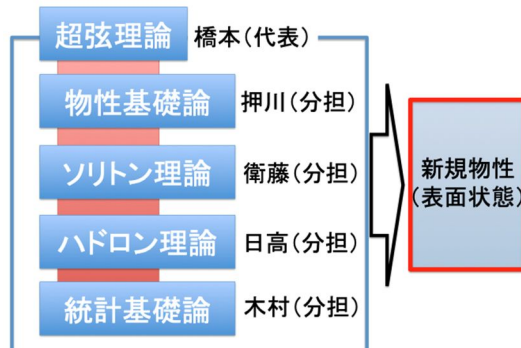 超弦理論 橋本（代表）
物性基礎論 押川（分担）
ソリトン理論 衛藤（分担）
ハドロン理論 日高（分担）
統計基礎論 木村（分担）
新規物性
（表面状態）